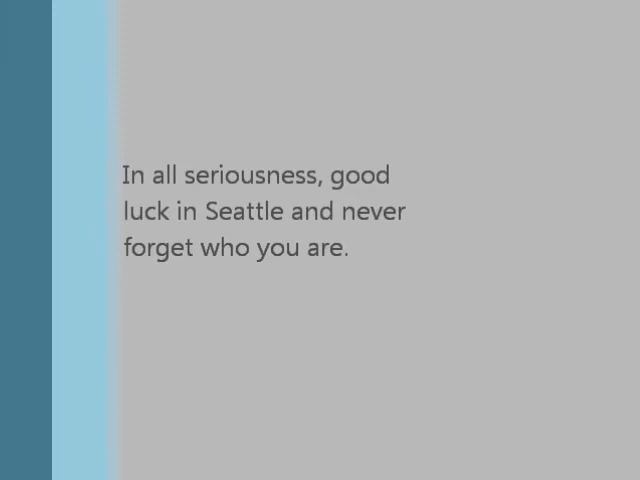 In all seriousness, good
luck in Seattle and never
forget who you are.